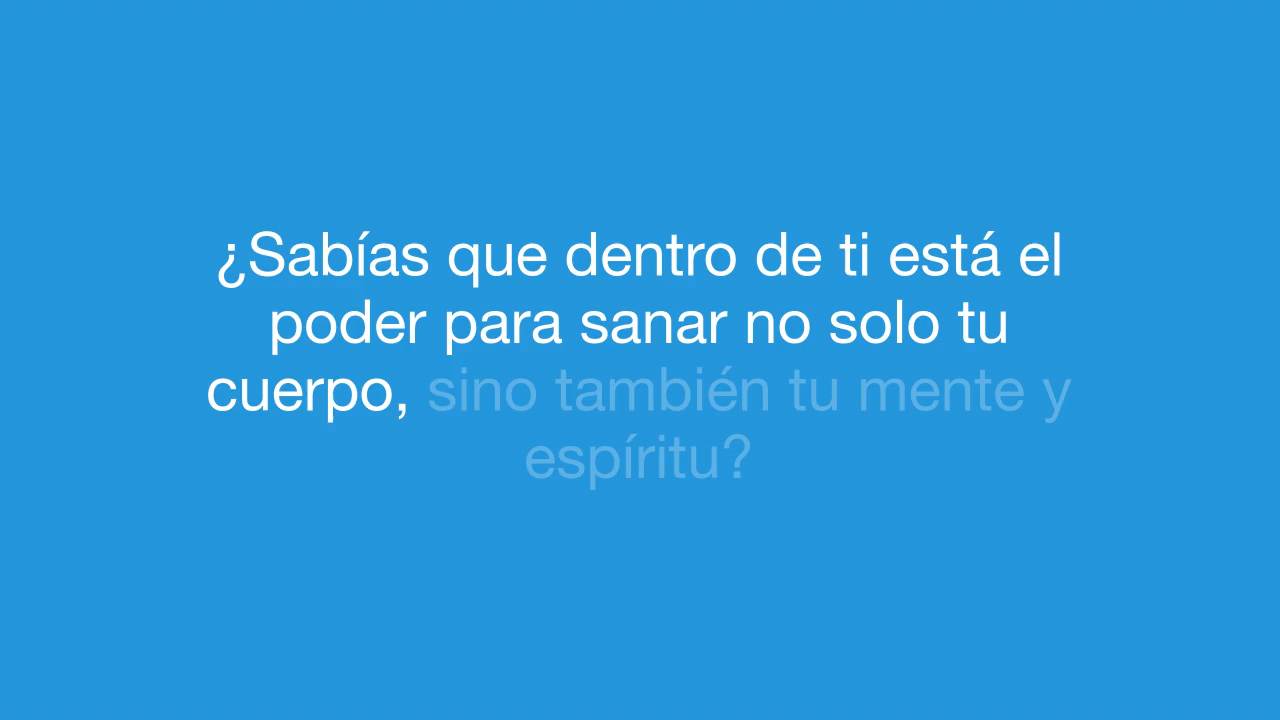 ¿Sabías que dentro de ti está el
poder para sanar no solo tu
cuerpo, sino también tu mente y
espíritu?